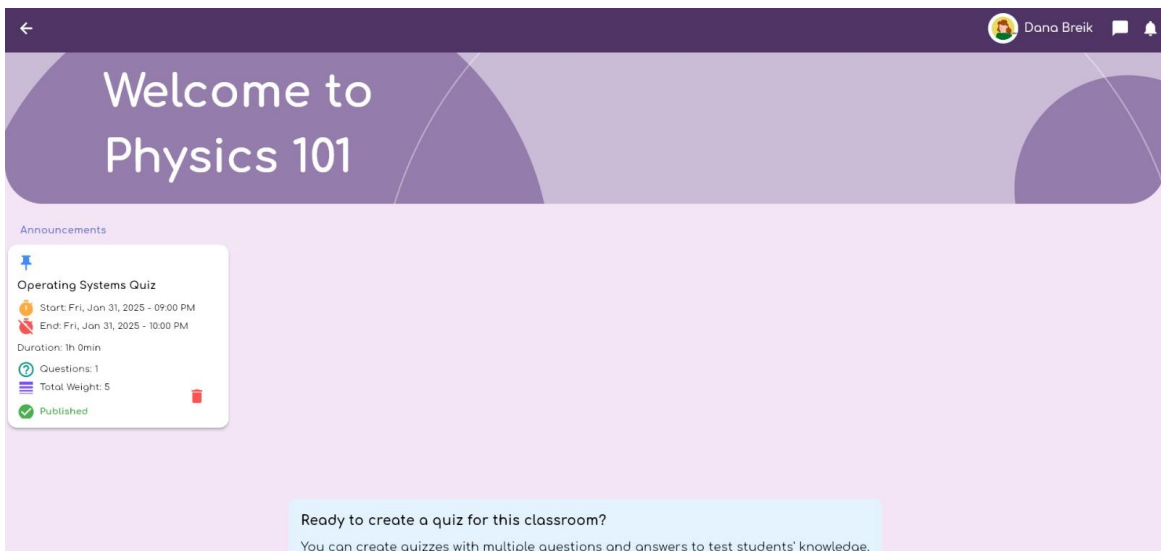 Dana Breik
Welcome to
Physics 101
Announcements
Operating Systems Quiz
Start: Fri, Jan 31, 2025 - 09:00 PM
End: Fri, Jan 31, 2025 - 10:00 PM
Duration: 1h 0min
Questions: 1
Total Weight: 5
Published
Ready to create a quiz for this classroom?
You can create quizzes with multiple questions and answers to test students' knowledge.